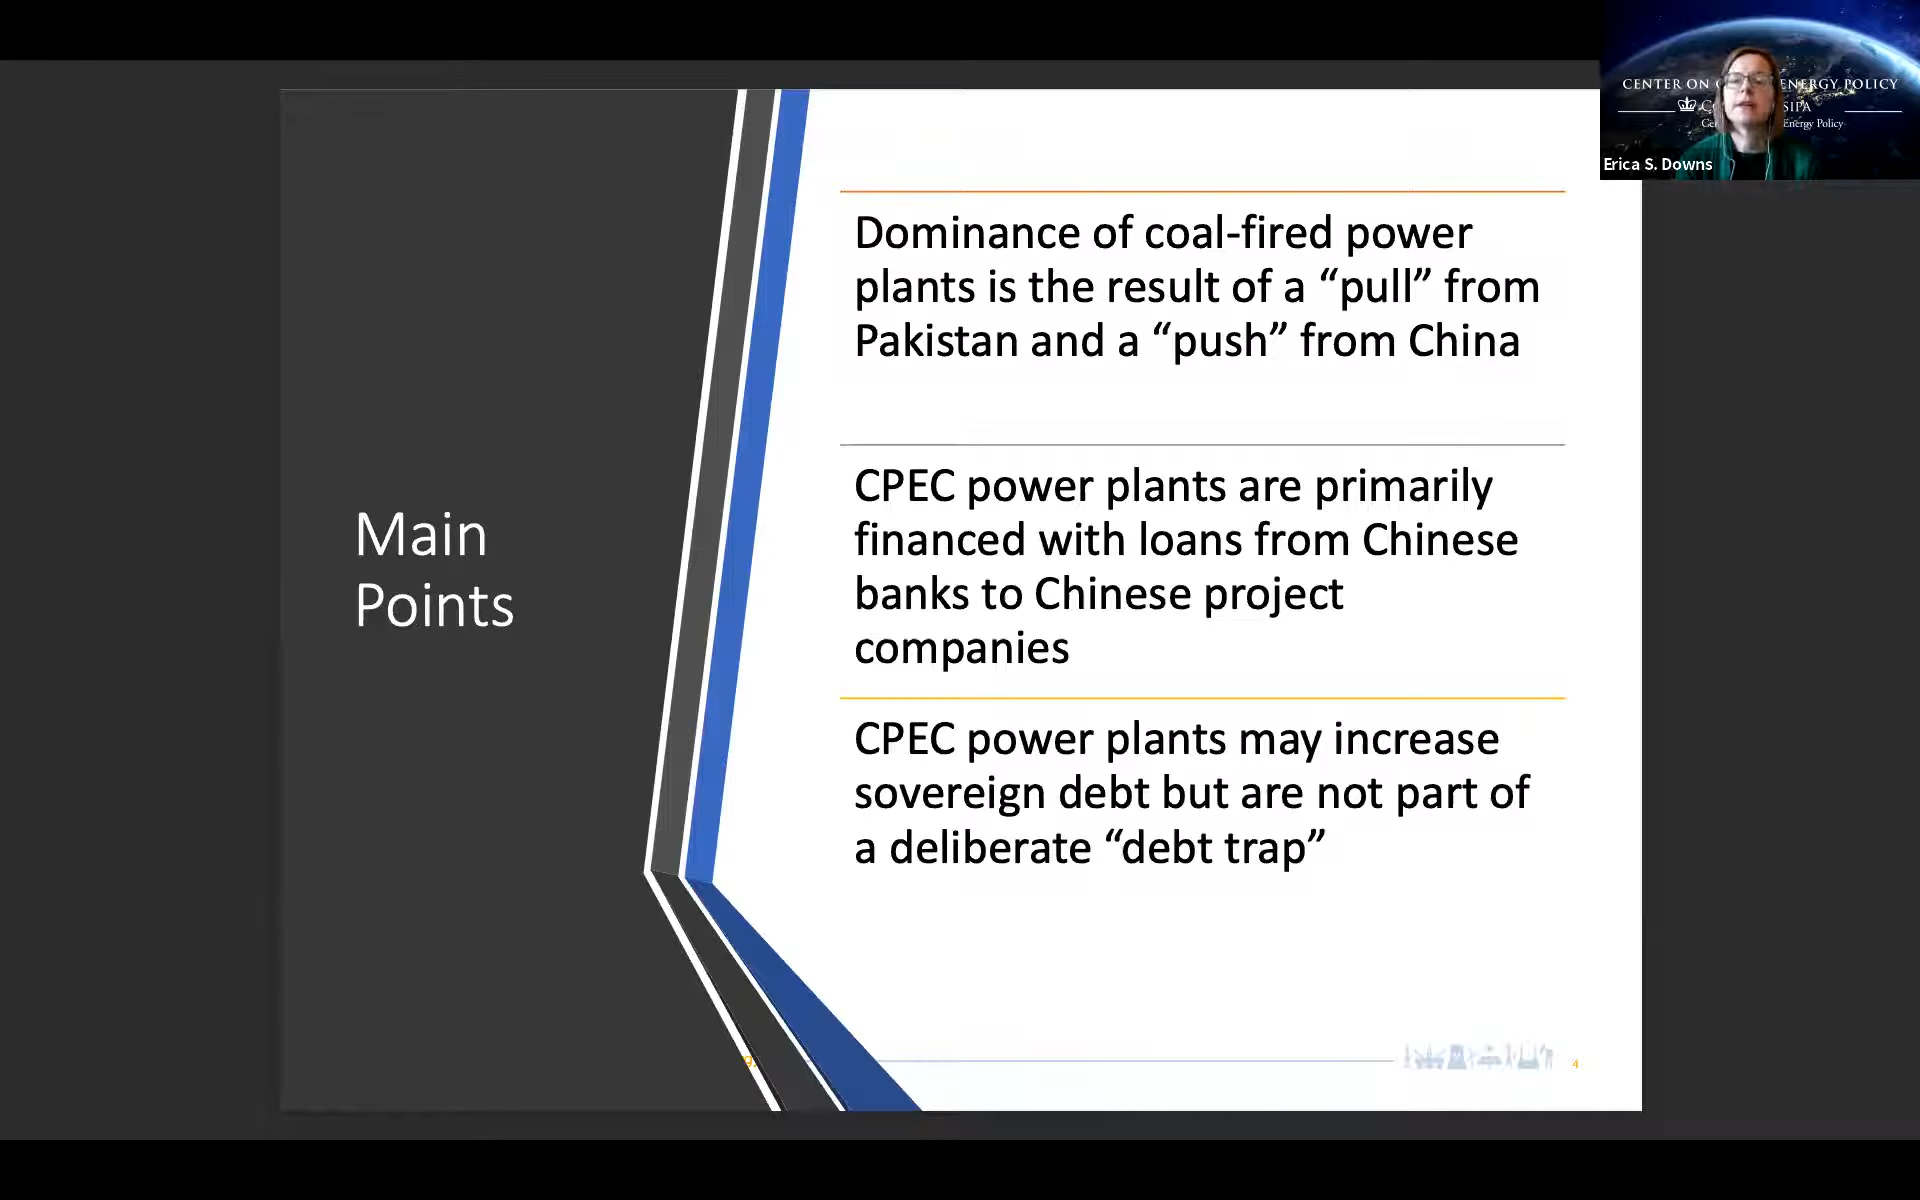 CENTER ON
ENERGY POLICY
SIPA
Energy Policy
Erica S. Downs
Main
Points
Dominance of coal-fired power
plants is the result of a “pull” from
Pakistan and a “push” from China
CPEC power plants are primarily
financed with loans from Chinese
banks to Chinese project
companies
CPEC power plants may increase
sovereign debt but are not part of
a deliberate “debt trap”
4